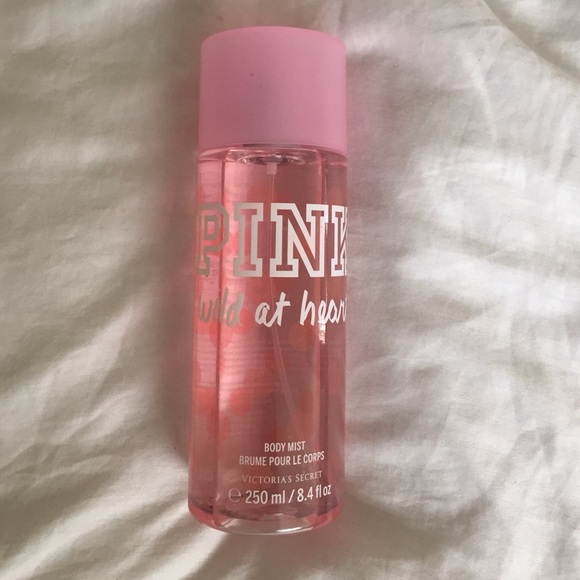 PINK
wild at heart
BODY MIST
BRUME POUR LE CORPS
VICTORIA'S SECRET
℮ 250 ml / 8.4 fl oz